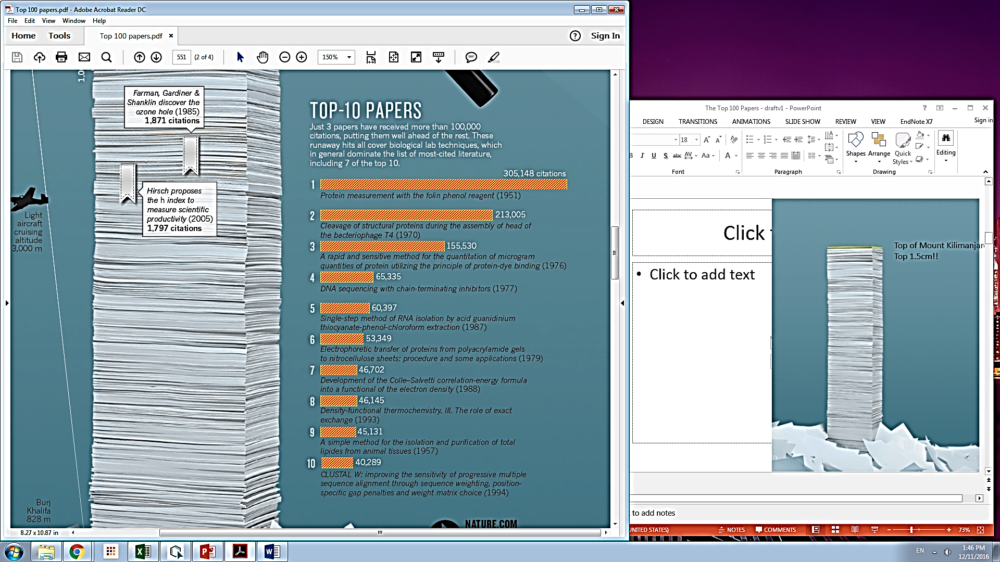 Top 100 papers.pdf - Adobe Acrobat Reader DC
File Edit View Window Help
Home Tools Top 100 papers.pdf × ? Sign In
551 (2 of 4) 150%
Farman, Gardiner &
Shanklin discover the
ozone hole (1985)
1,871 citations
Hirsch proposes
the h index to
measure scientific
productivity (2005)
1,797 citations
Light
aircraft
cruising
altitude
3,000 m
Burj
Khalifa
828 m
TOP-10 PAPERS
Just 3 papers have received more than 100,000
citations, putting them well ahead of the rest. These
runaway hits all cover biological lab techniques, which
in general dominate the list of most-cited literature,
including 7 of the top 10.
305,148 citations
1
Protein measurement with the folin phenol reagent (1951)
2 213,005
Cleavage of structural proteins during the assembly of head of
the bacteriophage T4 (1970)
3 155,530
A rapid and sensitive method for the quantitation of microgram
quantities of protein utilizing the principle of protein-dye binding (1976)
4 65,335
DNA sequencing with chain-terminating inhibitors (1977)
5 60,397
Single-step method of RNA isolation by acid guanidinium
thiocyanate-phenol-chloroform extraction (1987)
6 53,349
Electrophoretic transfer of proteins from polyacrylamide gels
to nitrocellulose sheets: procedure and some applications (1979)
7 46,702
Development of the Colle–Salvetti correlation-energy formula
into a functional of the electron density (1988)
8 46,145
Density-functional thermochemistry. III. The role of exact
exchange (1993)
9 45,131
A simple method for the isolation and purification of total
lipides from animal tissues (1957)
10 40,289
CLUSTAL W: improving the sensitivity of progressive multiple
sequence alignment through sequence weighting, position-
specific gap penalties and weight matrix choice (1994)
NATURE.COM
8.27 x 10.87 in
The Top 100 Papers - draftv1 - PowerPoint
DESIGN TRANSITIONS ANIMATIONS SLIDE SHOW REVIEW VIEW EndNote X7 Sign in
18
B I U S abc AV Aa A
Shapes Arrange Quick Styles Editing
Font Paragraph Drawing
Click
Click to add text
Top of Mount Kilimanjar
Top 1.5cm!!
to add notes
UNITED STATES) NOTES COMMENTS 73%
EN
1:46 PM
12/11/2016